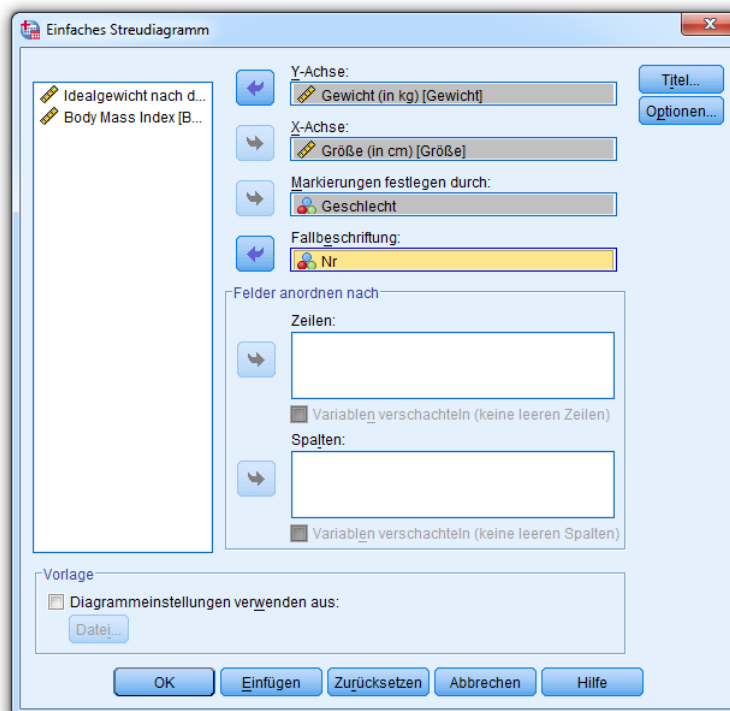 Einfaches Streudiagramm
Idealgewicht nach d...
Body Mass Index [B...
Y-Achse:
Gewicht (in kg) [Gewicht]
X-Achse:
Größe (in cm) [Größe]
Markierungen festlegen durch:
Geschlecht
Fallbeschriftung:
Nr
Titel...
Optionen...
Felder anordnen nach
Zeilen:
Variablen verschachteln (keine leeren Zeilen)
Spalten:
Variablen verschachteln (keine leeren Spalten)
Vorlage
Diagrammeinstellungen verwenden aus:
Datei...
OK Einfügen Zurücksetzen Abbrechen Hilfe